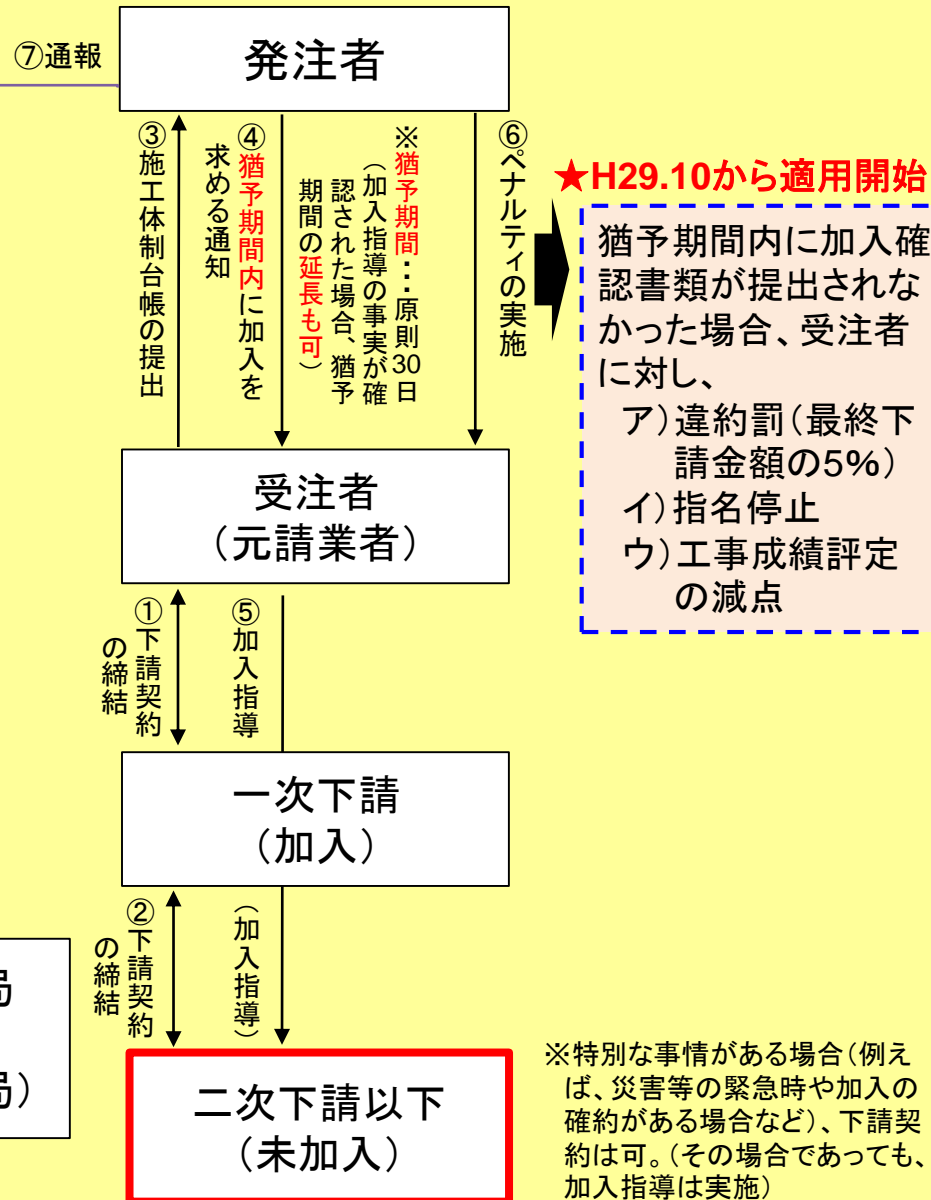 ⑦通報
発注者
③施工体制台帳の提出
④猶予期間内に加入を
求める通知
※猶予期間・・・原則30日
（加入指導の事実が確
認された場合、猶予
期間の延長も可）
⑥ペナルティの実施
★H29.10から適用開始
猶予期間内に加入確
認書類が提出されな
かった場合、受注者
に対し、
ア）違約罰（最終下
請金額の5%）
イ）指名停止
ウ）工事成績評定
の減点
受注者
（元請業者）
①下請契約
の締結
⑤加入指導
一次下請
（加入）
②下請契約
の締結
（加入指導）
局
局）
二次下請以下
（未加入）
※特別な事情がある場合（例え
ば、災害等の緊急時や加入の
確約がある場合など）、下請契
約は可。（その場合であっても、
加入指導は実施）